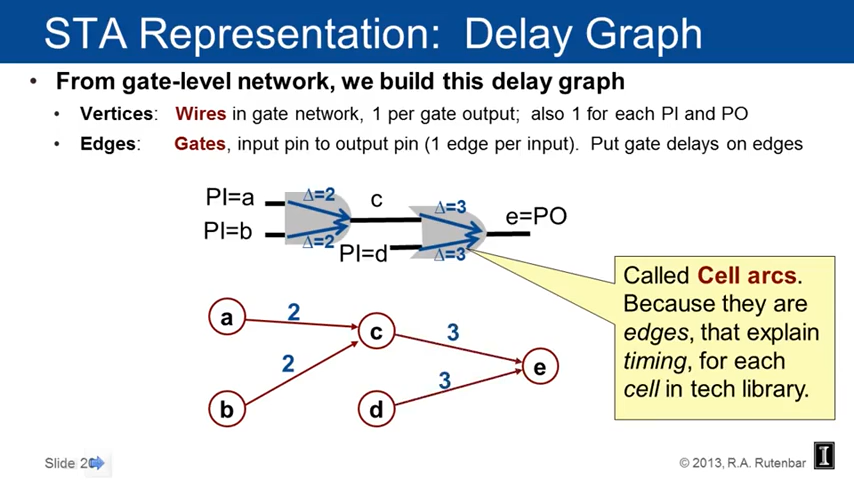 STA Representation: Delay Graph
• From gate-level network, we build this delay graph
• Vertices: Wires in gate network, 1 per gate output; also 1 for each PI and PO
• Edges: Gates, input pin to output pin (1 edge per input). Put gate delays on edges
PI=a
Δ=2
c
Δ=3
e=PO
PI=b
Δ=2
PI=d
Δ=3
Called Cell arcs.
Because they are
edges, that explain
timing, for each
cell in tech library.
a
2
c
3
2
e
3
b
d
Slide 20
© 2013, R.A. Rutenbar
I